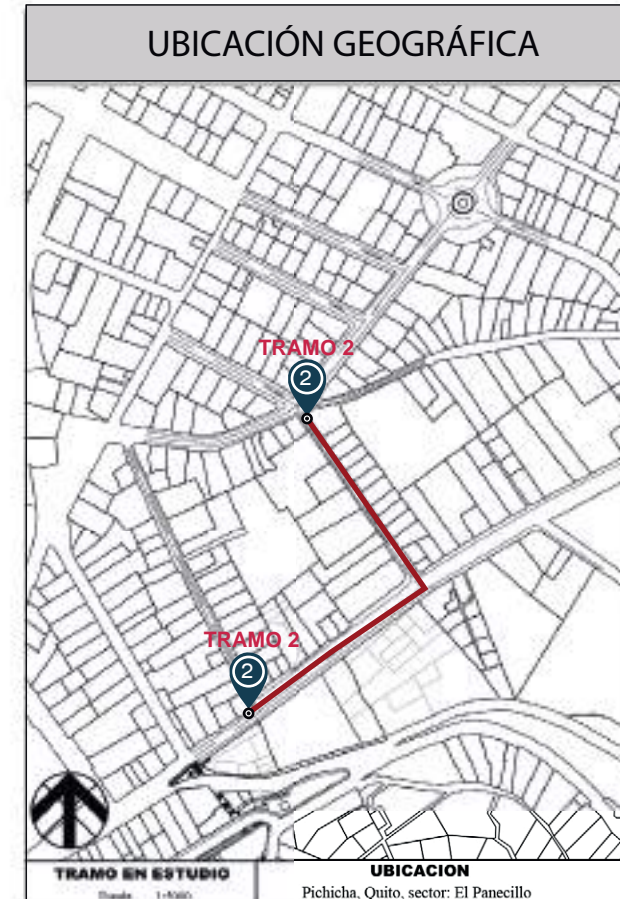 UBICACIÓN GEOGRÁFICA
TRAMO 2
2
TRAMO 2
2
TRAMO EN ESTUDIO
UBICACION
Pichicha, Quito, sector: El Panecillo